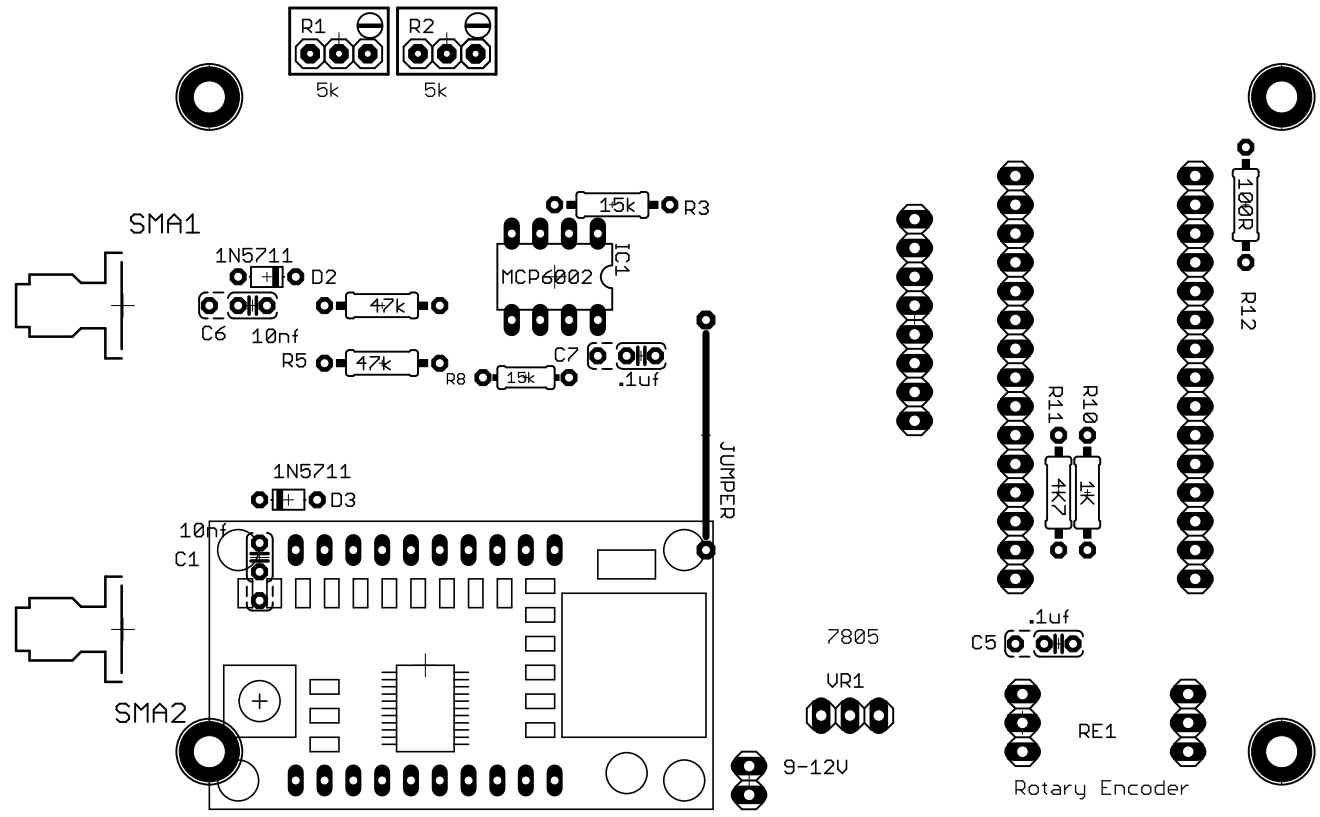 R1
R2
5k
5k
100R
15k
R3
SMA1
1N5711
D2
IC1
MCP6002
47k
C6
10nf
R12
R5
47k
C7
.1uf
R8
15k
R11
R10
JUMPER
1N5711
D3
4K7
1K
10nf
C1
.1uf
7805
C5
VR1
SMA2
RE1
9-12V
Rotary Encoder